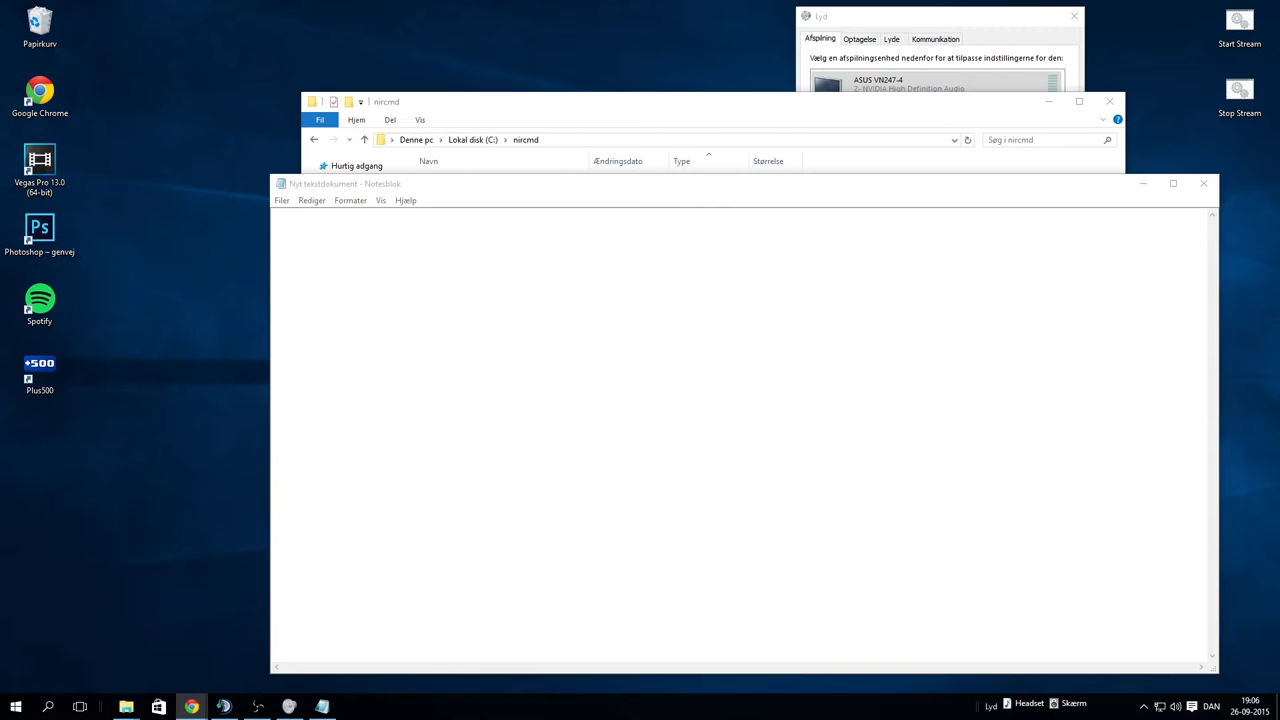 Papirkurv
Google Chrome
Vegas Pro 13.0
(64-bit)
Ps
Photoshop – genvej
Spotify
+500
Plus500
Lyd
Afspilning Optagelse Lyde Kommunikation
Vælg en afspilningsenhed nedenfor for at tilpasse indstillingerne for den:
ASUS VN247-4
2- NVIDIA High Definition Audio
Start Stream
Stop Stream
nircmd
Fil Hjem Del Vis
Denne pc Lokal disk (C:) nircmd
Søg i nircmd
Hurtig adgang
Navn Ændringsdato Type Størrelse
Nyt tekstdokument - Notesblok
Filer Rediger Formater Vis Hjælp
Lyd Headset Skærm
DAN
19:06
26-09-2015